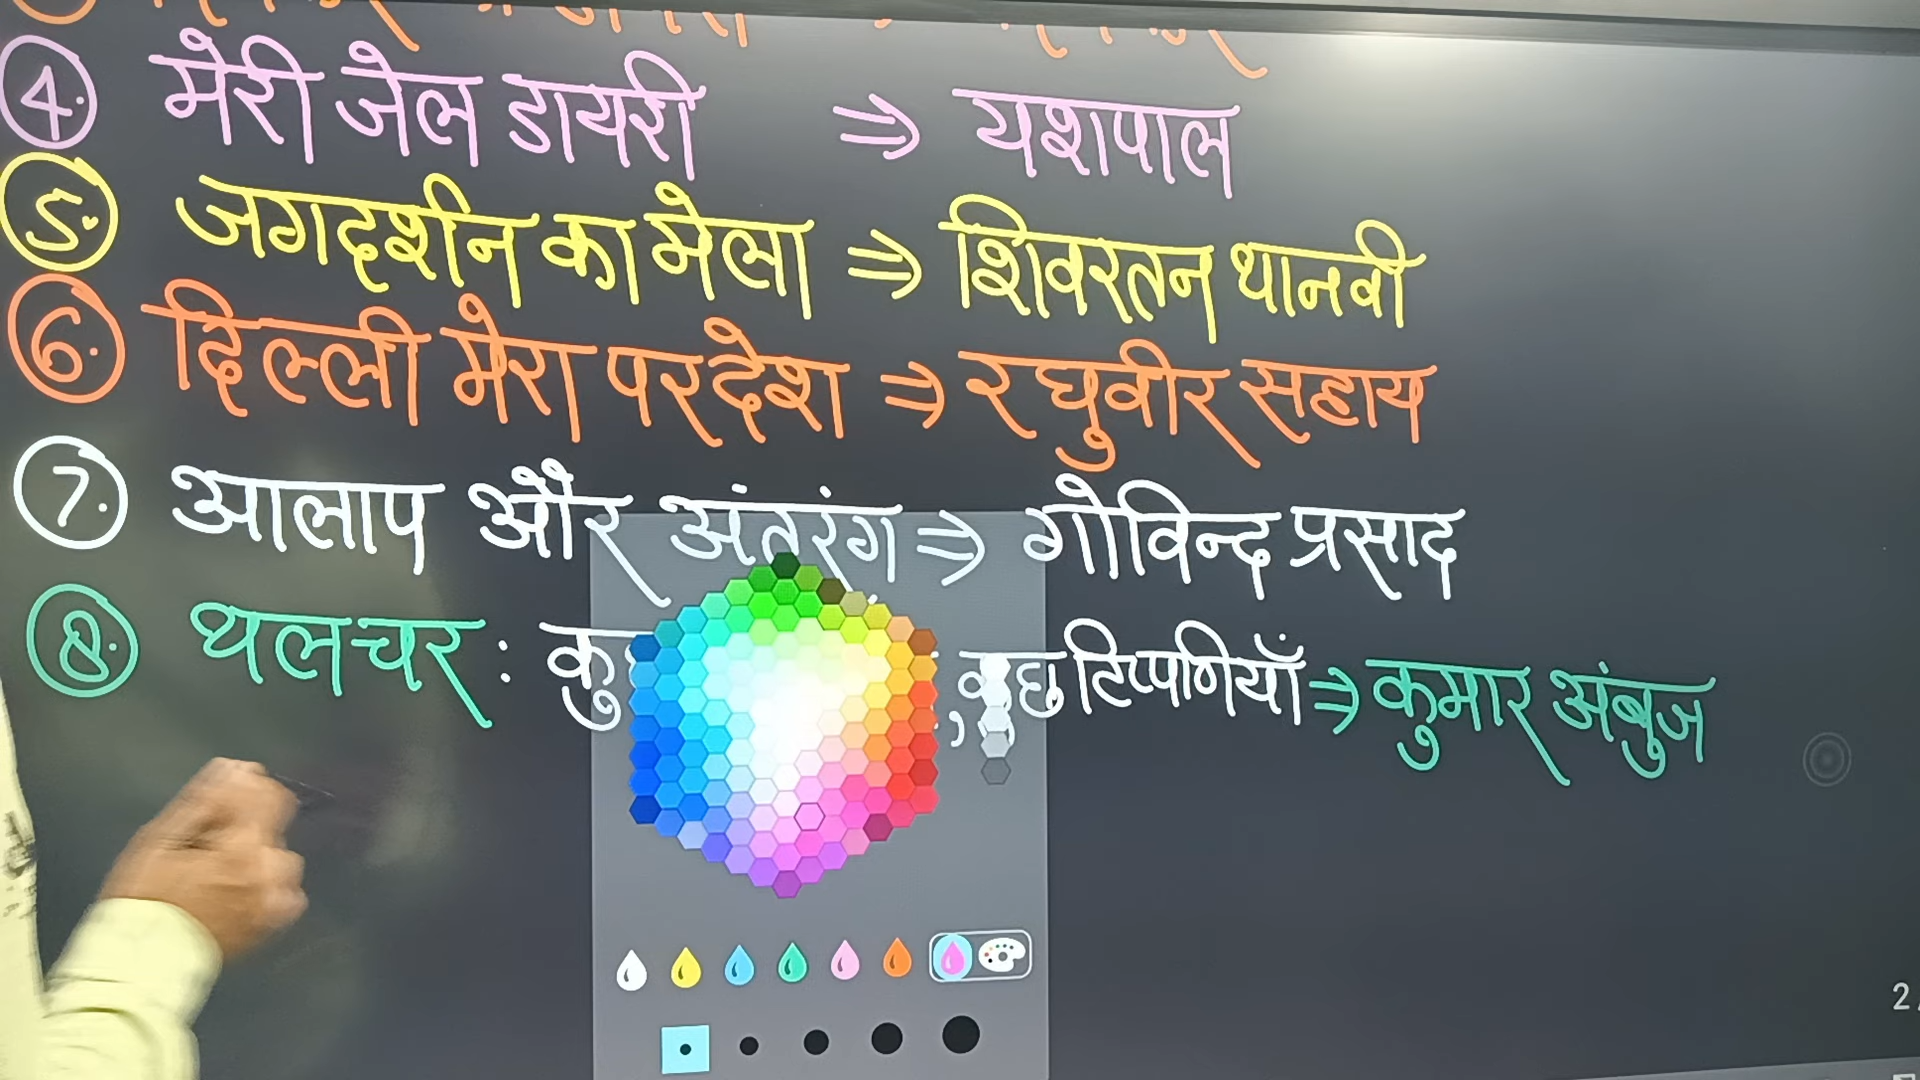 ④ मेरी जेल डायरी ⇒ यशपाल
⑤ जगदर्शन का मेला ⇒ शिवरतन थानवी
⑥ दिल्ली मेरा परदेश ⇒ रघुवीर सहाय
⑦ आलाप और अंतरंग ⇒ गोविन्द प्रसाद
⑧ थलचर : , कुछ टिप्पणियाँ ⇒ कुमार अंबुज
2